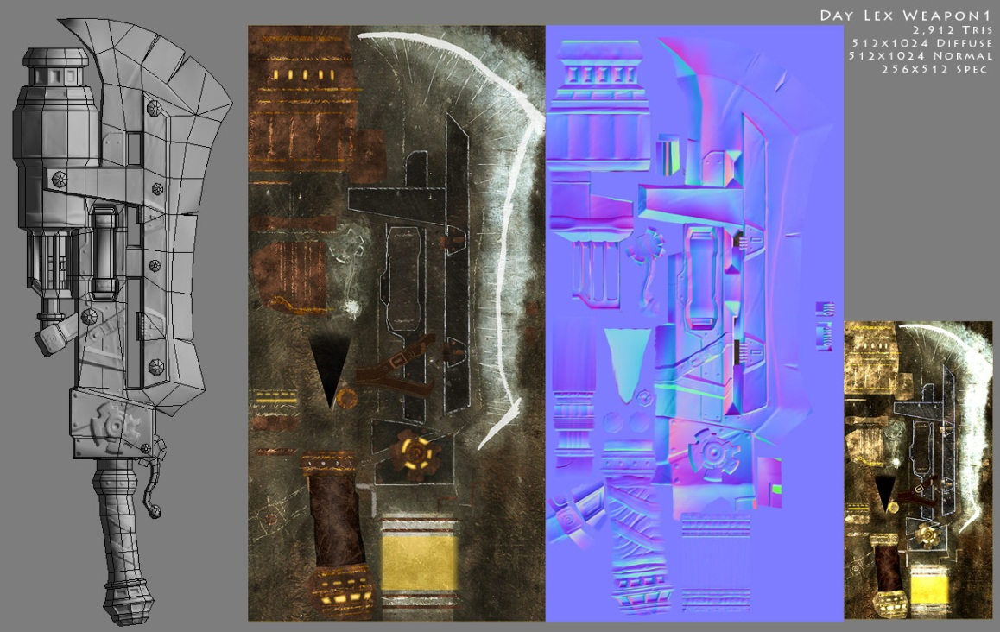 Day Lex Weapon1
2,912 Tris
512x1024 Diffuse
512x1024 Normal
256x512 Spec